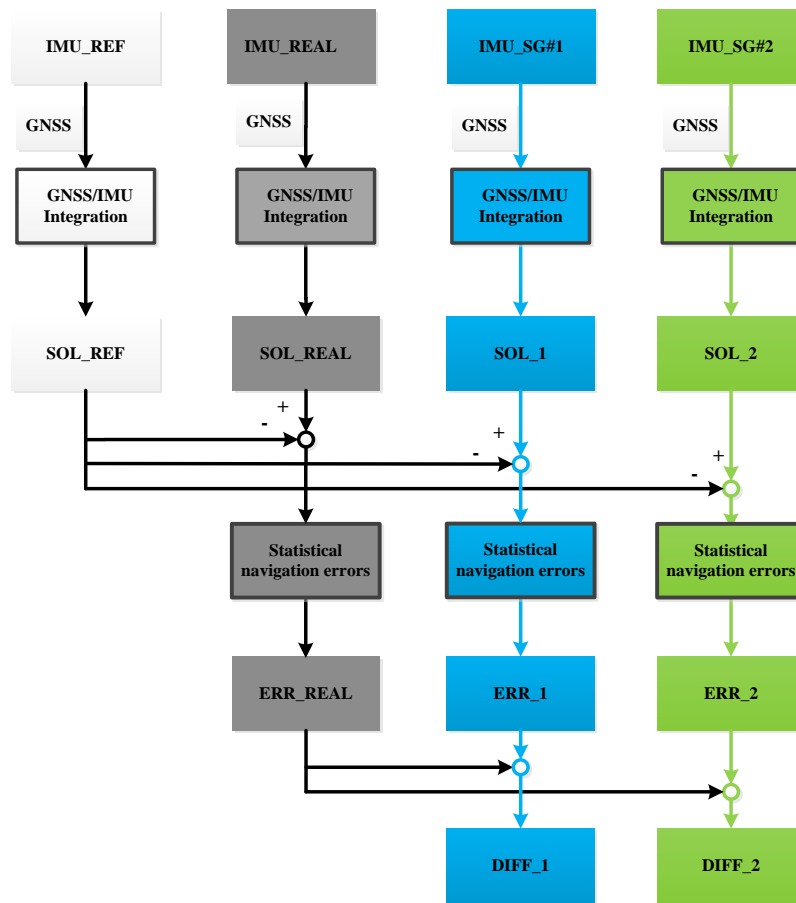 IMU_REF
IMU_REAL
IMU_SG#1
IMU_SG#2
GNSS
GNSS
GNSS
GNSS
GNSS/IMU
Integration
GNSS/IMU
Integration
GNSS/IMU
Integration
GNSS/IMU
Integration
SOL_REF
SOL_REAL
SOL_1
SOL_2
+
-
+
-
+
-
Statistical
navigation errors
Statistical
navigation errors
Statistical
navigation errors
ERR_REAL
ERR_1
ERR_2
DIFF_1
DIFF_2